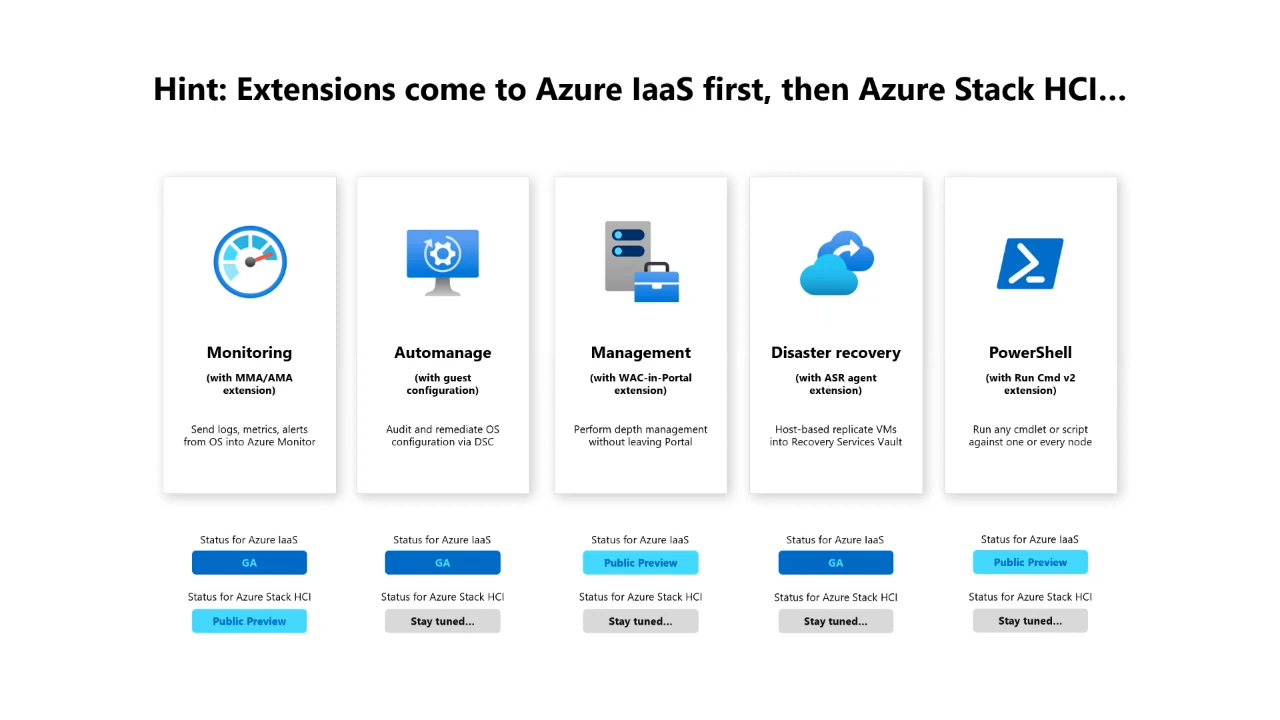 Hint: Extensions come to Azure IaaS first, then Azure Stack HCI...
Monitoring
(with MMA/AMA
extension)
Send logs, metrics, alerts
from OS into Azure Monitor
Status for Azure IaaS
GA
Status for Azure Stack HCI
Public Preview
Automanage
(with guest
configuration)
Audit and remediate OS
configuration via DSC
Status for Azure IaaS
GA
Status for Azure Stack HCI
Stay tuned...
Management
(with WAC-in-Portal
extension)
Perform depth management
without leaving Portal
Status for Azure IaaS
Public Preview
Status for Azure Stack HCI
Stay tuned...
Disaster recovery
(with ASR agent
extension)
Host-based replicate VMs
into Recovery Services Vault
Status for Azure IaaS
GA
Status for Azure Stack HCI
Stay tuned...
PowerShell
(with Run Cmd v2
extension)
Run any cmdlet or script
against one or every node
Status for Azure IaaS
Public Preview
Status for Azure Stack HCI
Stay tuned...